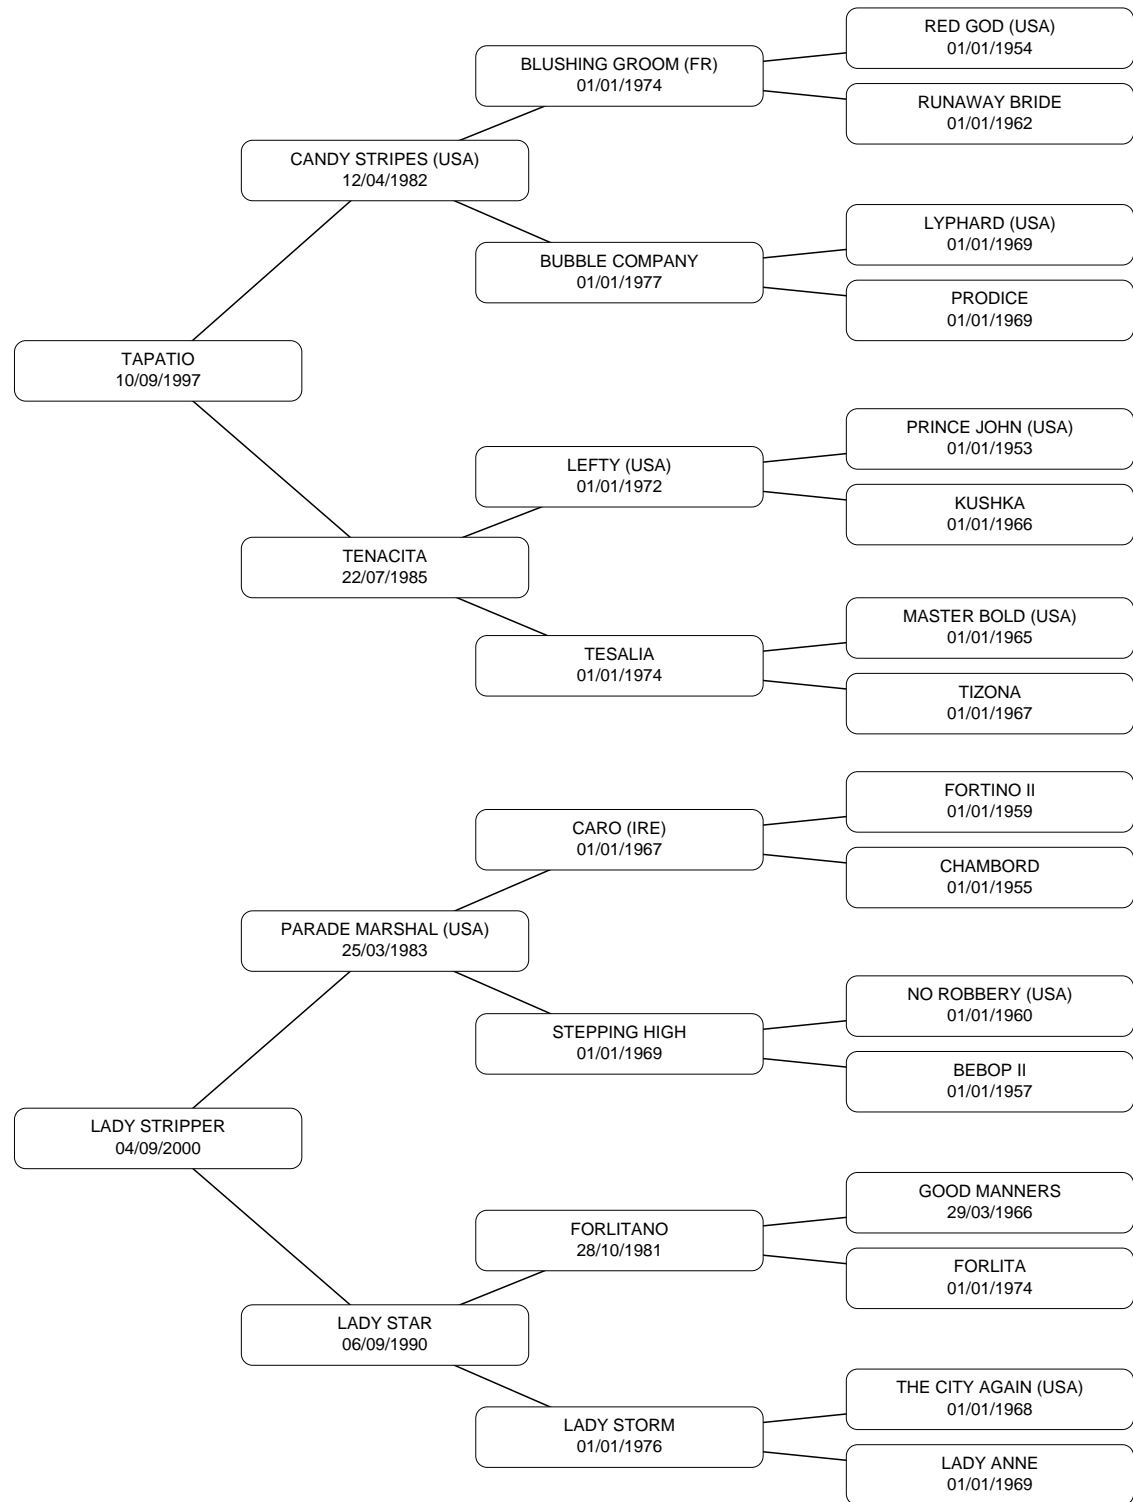 RED GOD (USA)
01/01/1954
BLUSHING GROOM (FR)
01/01/1974
RUNAWAY BRIDE
01/01/1962
CANDY STRIPES (USA)
12/04/1982
LYPHARD (USA)
01/01/1969
BUBBLE COMPANY
01/01/1977
PRODICE
01/01/1969
TAPATIO
10/09/1997
PRINCE JOHN (USA)
01/01/1953
LEFTY (USA)
01/01/1972
KUSHKA
01/01/1966
TENACITA
22/07/1985
MASTER BOLD (USA)
01/01/1965
TESALIA
01/01/1974
TIZONA
01/01/1967
FORTINO II
01/01/1959
CARO (IRE)
01/01/1967
CHAMBORD
01/01/1955
PARADE MARSHAL (USA)
25/03/1983
NO ROBBERY (USA)
01/01/1960
STEPPING HIGH
01/01/1969
BEBOP II
01/01/1957
LADY STRIPPER
04/09/2000
GOOD MANNERS
29/03/1966
FORLITANO
28/10/1981
FORLITA
01/01/1974
LADY STAR
06/09/1990
THE CITY AGAIN (USA)
01/01/1968
LADY STORM
01/01/1976
LADY ANNE
01/01/1969